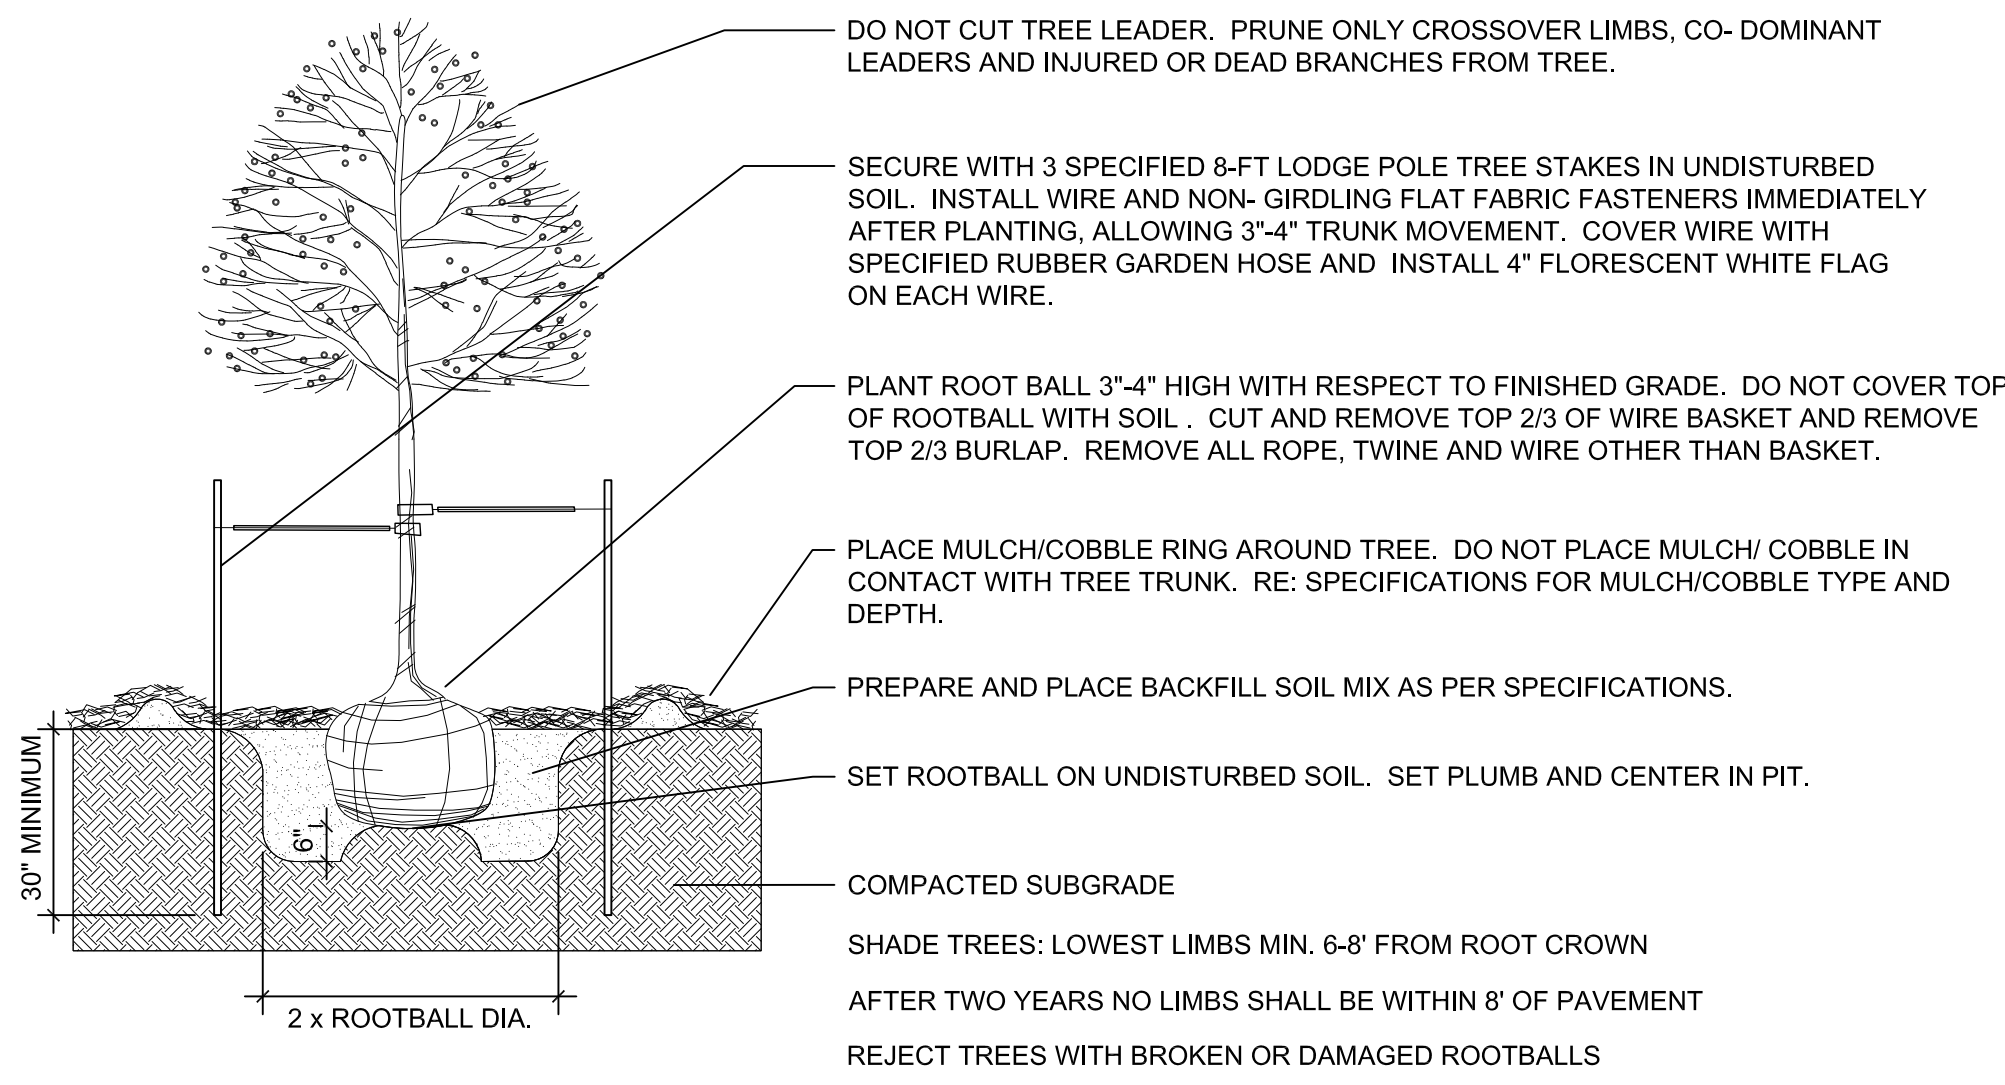 DO NOT CUT TREE LEADER. PRUNE ONLY CROSSOVER LIMBS, CO- DOMINANT
LEADERS AND INJURED OR DEAD BRANCHES FROM TREE.
SECURE WITH 3 SPECIFIED 8-FT LODGE POLE TREE STAKES IN UNDISTURBED
SOIL. INSTALL WIRE AND NON- GIRDLING FLAT FABRIC FASTENERS IMMEDIATELY
AFTER PLANTING, ALLOWING 3"-4" TRUNK MOVEMENT. COVER WIRE WITH
SPECIFIED RUBBER GARDEN HOSE AND INSTALL 4" FLORESCENT WHITE FLAG
ON EACH WIRE.
PLANT ROOT BALL 3"-4" HIGH WITH RESPECT TO FINISHED GRADE. DO NOT COVER TOP
OF ROOTBALL WITH SOIL . CUT AND REMOVE TOP 2/3 OF WIRE BASKET AND REMOVE
TOP 2/3 BURLAP. REMOVE ALL ROPE, TWINE AND WIRE OTHER THAN BASKET.
PLACE MULCH/COBBLE RING AROUND TREE. DO NOT PLACE MULCH/ COBBLE IN
CONTACT WITH TREE TRUNK. RE: SPECIFICATIONS FOR MULCH/COBBLE TYPE AND
DEPTH.
PREPARE AND PLACE BACKFILL SOIL MIX AS PER SPECIFICATIONS.
SET ROOTBALL ON UNDISTURBED SOIL. SET PLUMB AND CENTER IN PIT.
30" MINIMUM
6"
COMPACTED SUBGRADE
SHADE TREES: LOWEST LIMBS MIN. 6-8' FROM ROOT CROWN
AFTER TWO YEARS NO LIMBS SHALL BE WITHIN 8' OF PAVEMENT
2 x ROOTBALL DIA.
REJECT TREES WITH BROKEN OR DAMAGED ROOTBALLS